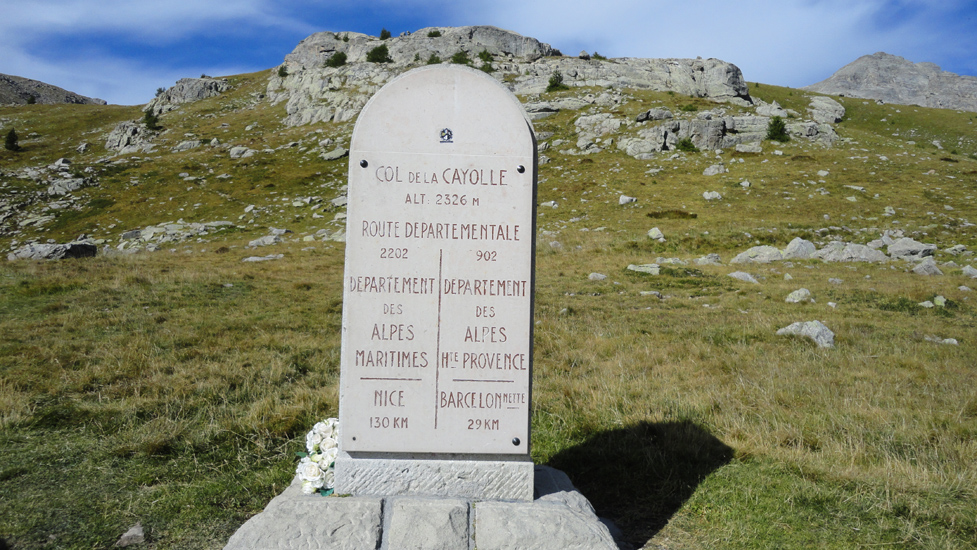 COL DE LA CAYOLLE
ALT: 2326 M
ROUTE DEPARTEMENTALE
2202 902
DEPARTEMENT
DES
ALPES
MARITIMES
NICE
130 KM
DEPARTEMENT
DES
ALPES
HTE PROVENCE
BARCELONNETTE
29 KM